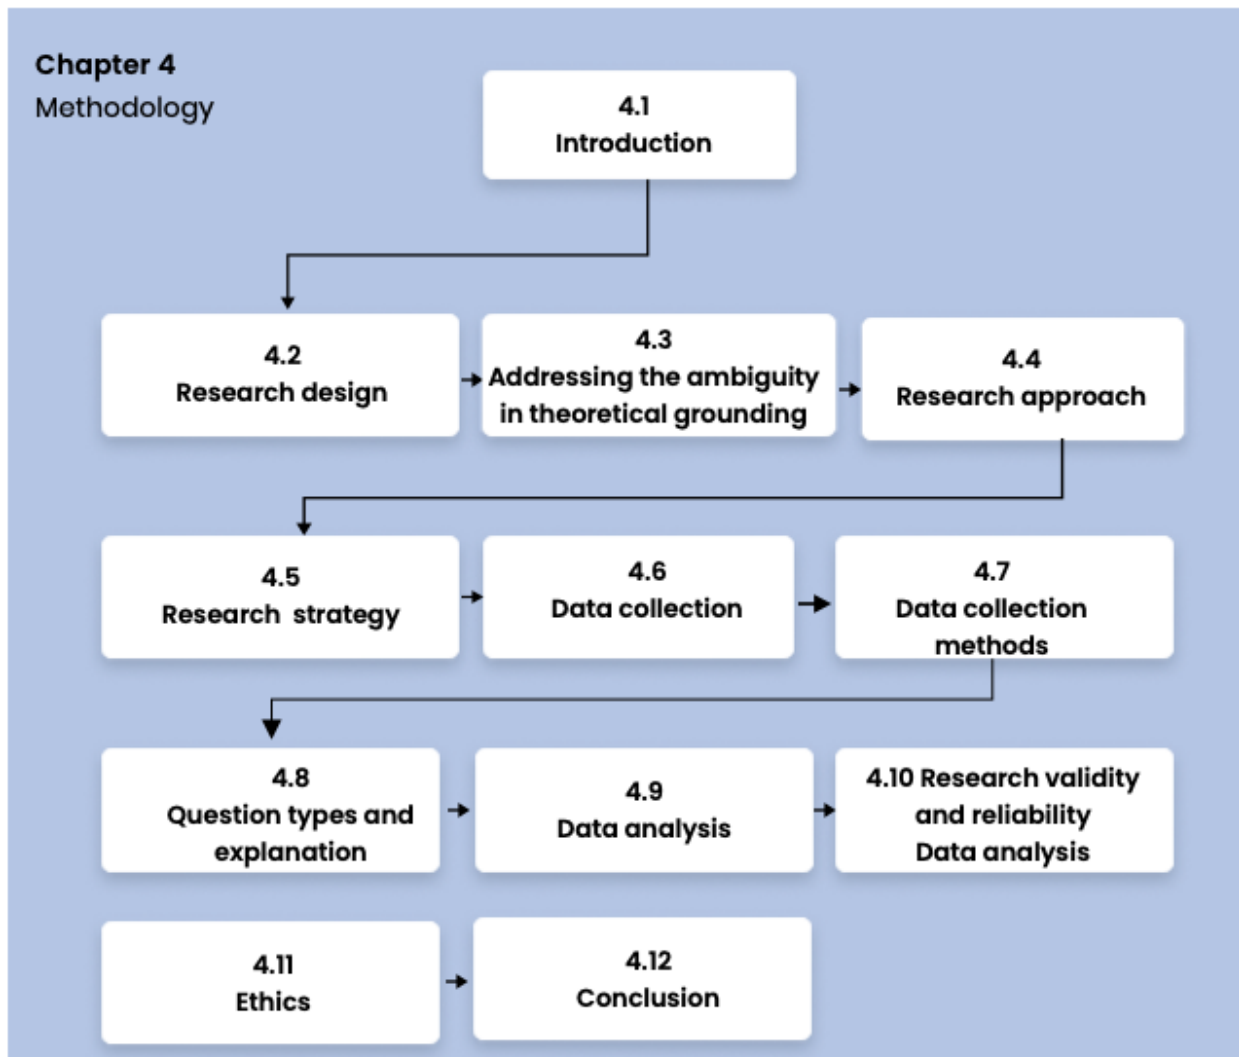 Chapter 4
Methodology
4.1
Introduction
4.2
Research design
4.3
Addressing the ambiguity
in theoretical grounding
4.4
Research approach
4.5
Research strategy
4.6
Data collection
4.7
Data collection
methods
4.8
Question types and
explanation
4.9
Data analysis
4.10 Research validity
and reliability
Data analysis
4.11
Ethics
4.12
Conclusion